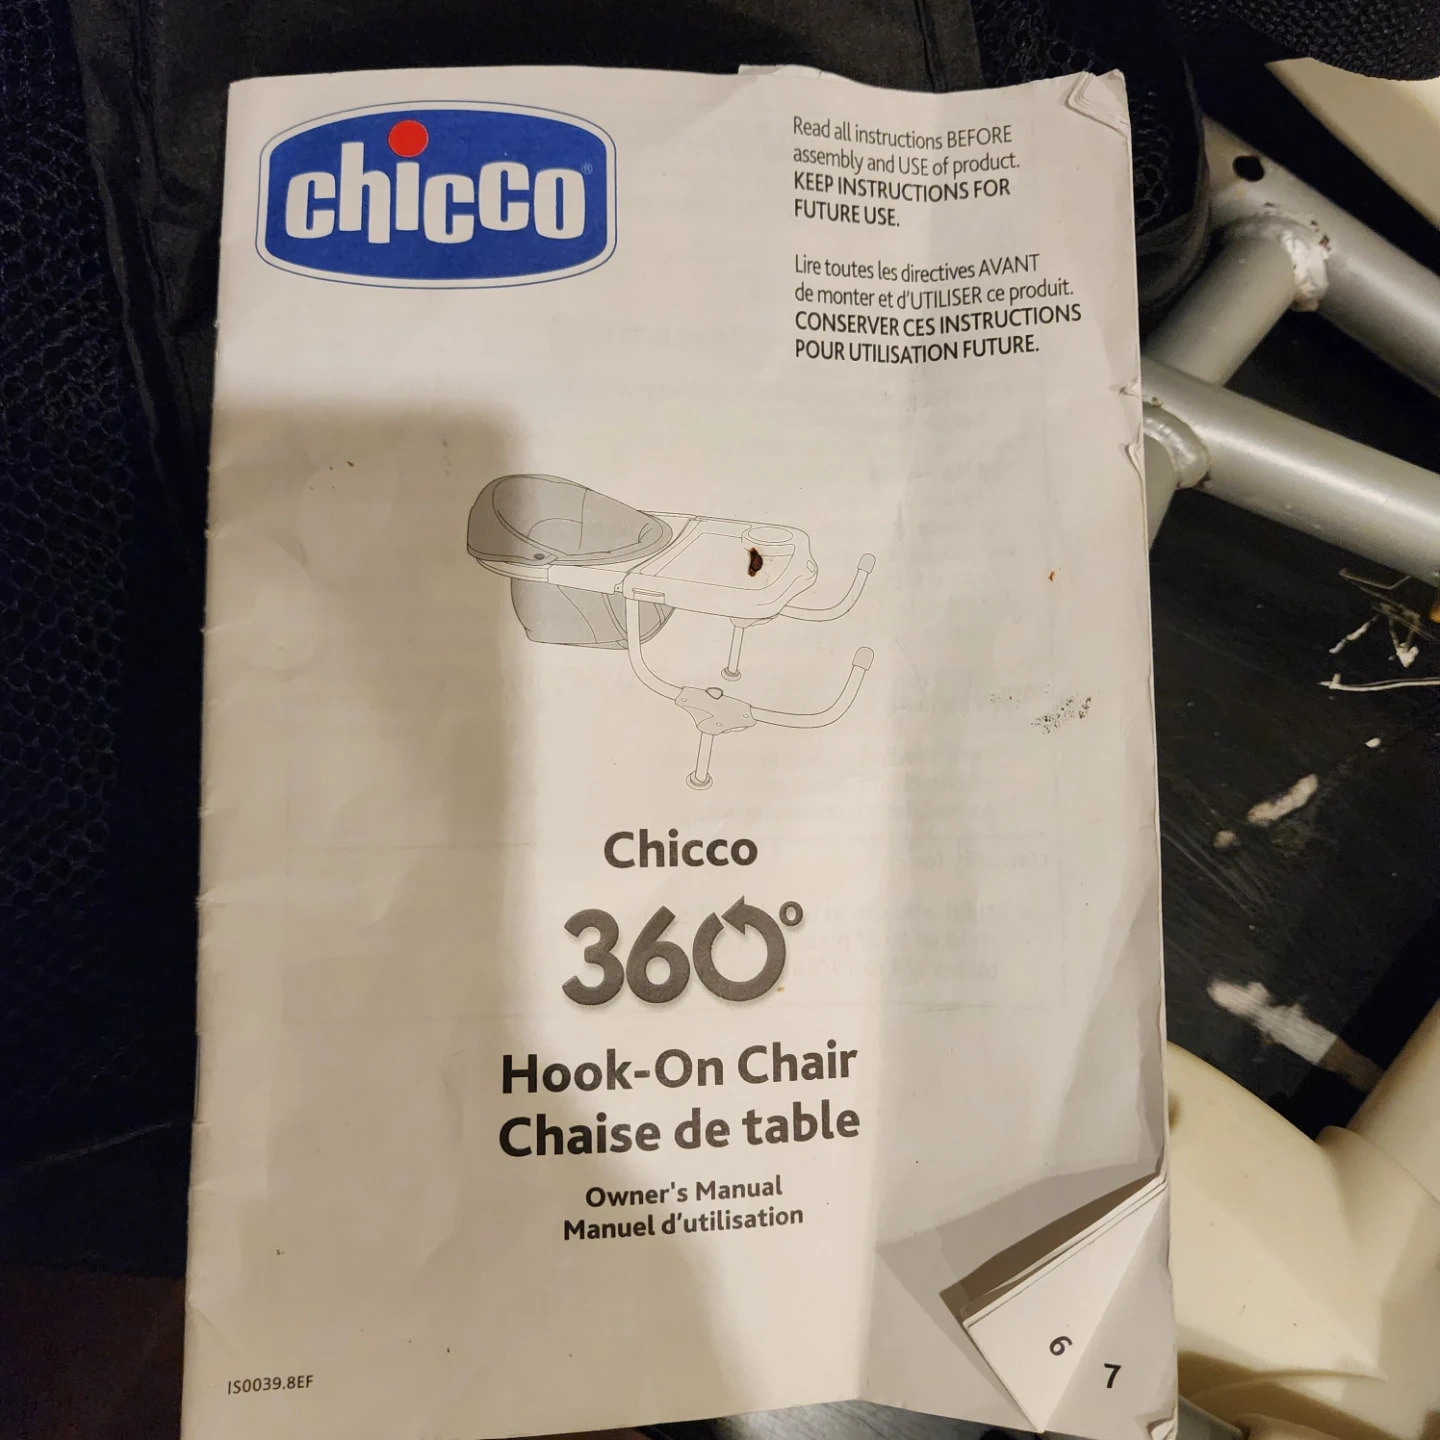 chicco®
Read all instructions BEFORE
assembly and USE of product.
KEEP INSTRUCTIONS FOR
FUTURE USE.
Lire toutes les directives AVANT
de monter et d'UTILISER ce produit.
CONSERVER CES INSTRUCTIONS
POUR UTILISATION FUTURE.
Chicco
360°
Hook-On Chair
Chaise de table
Owner's Manual
Manuel d'utilisation
IS0039.8EF
6
7